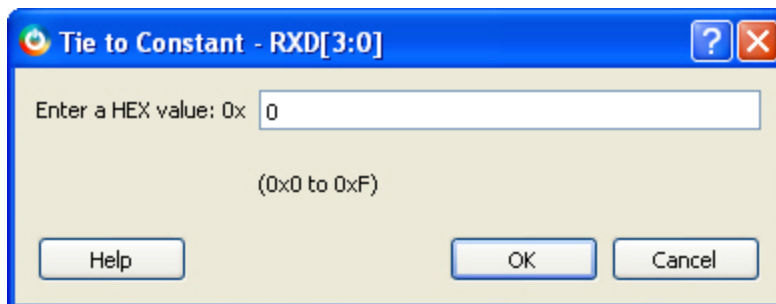 Tie to Constant - RXD[3:0]
Enter a HEX value: 0x 0
(0x0 to 0xF)
Help OK Cancel